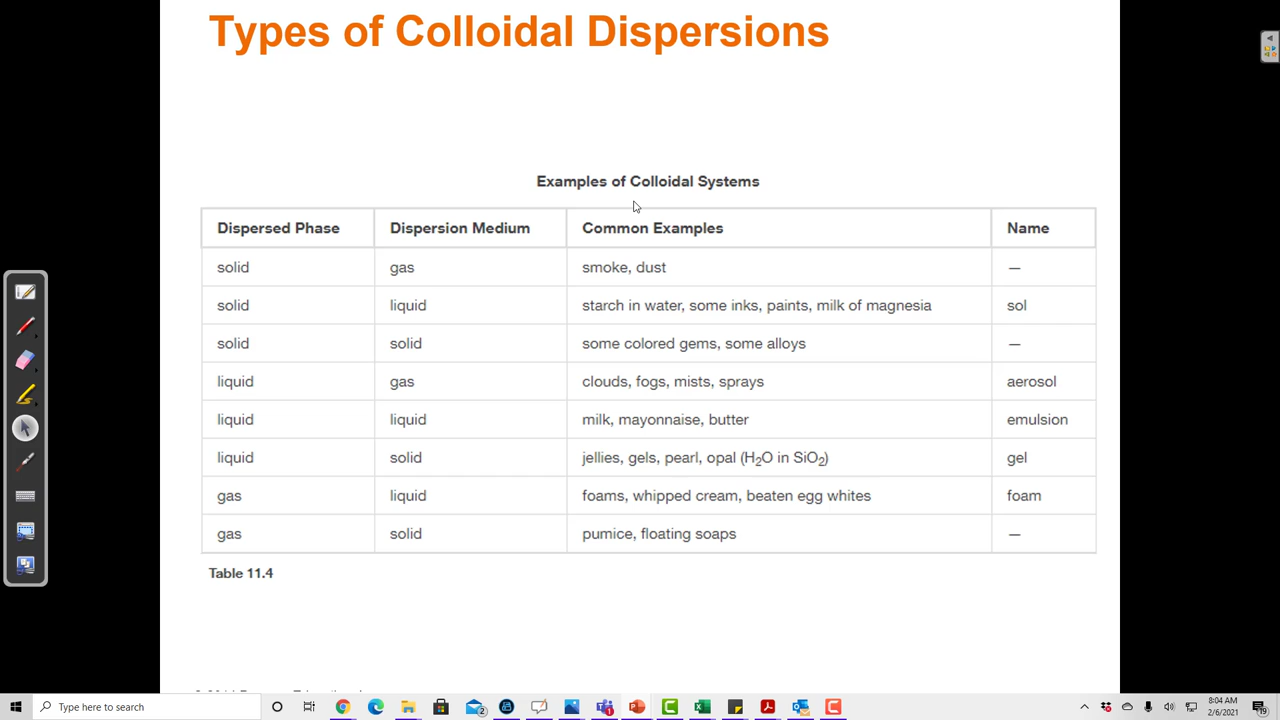 Types of Colloidal Dispersions
Examples of Colloidal Systems
Dispersed Phase Dispersion Medium Common Examples Name
solid gas smoke, dust —
solid liquid starch in water, some inks, paints, milk of magnesia sol
solid solid some colored gems, some alloys —
liquid gas clouds, fogs, mists, sprays aerosol
liquid liquid milk, mayonnaise, butter emulsion
liquid solid jellies, gels, pearl, opal (H₂O in SiO₂) gel
gas liquid foams, whipped cream, beaten egg whites foam
gas solid pumice, floating soaps —
Table 11.4
Type here to search
2
8:04 AM
2/6/2021
19